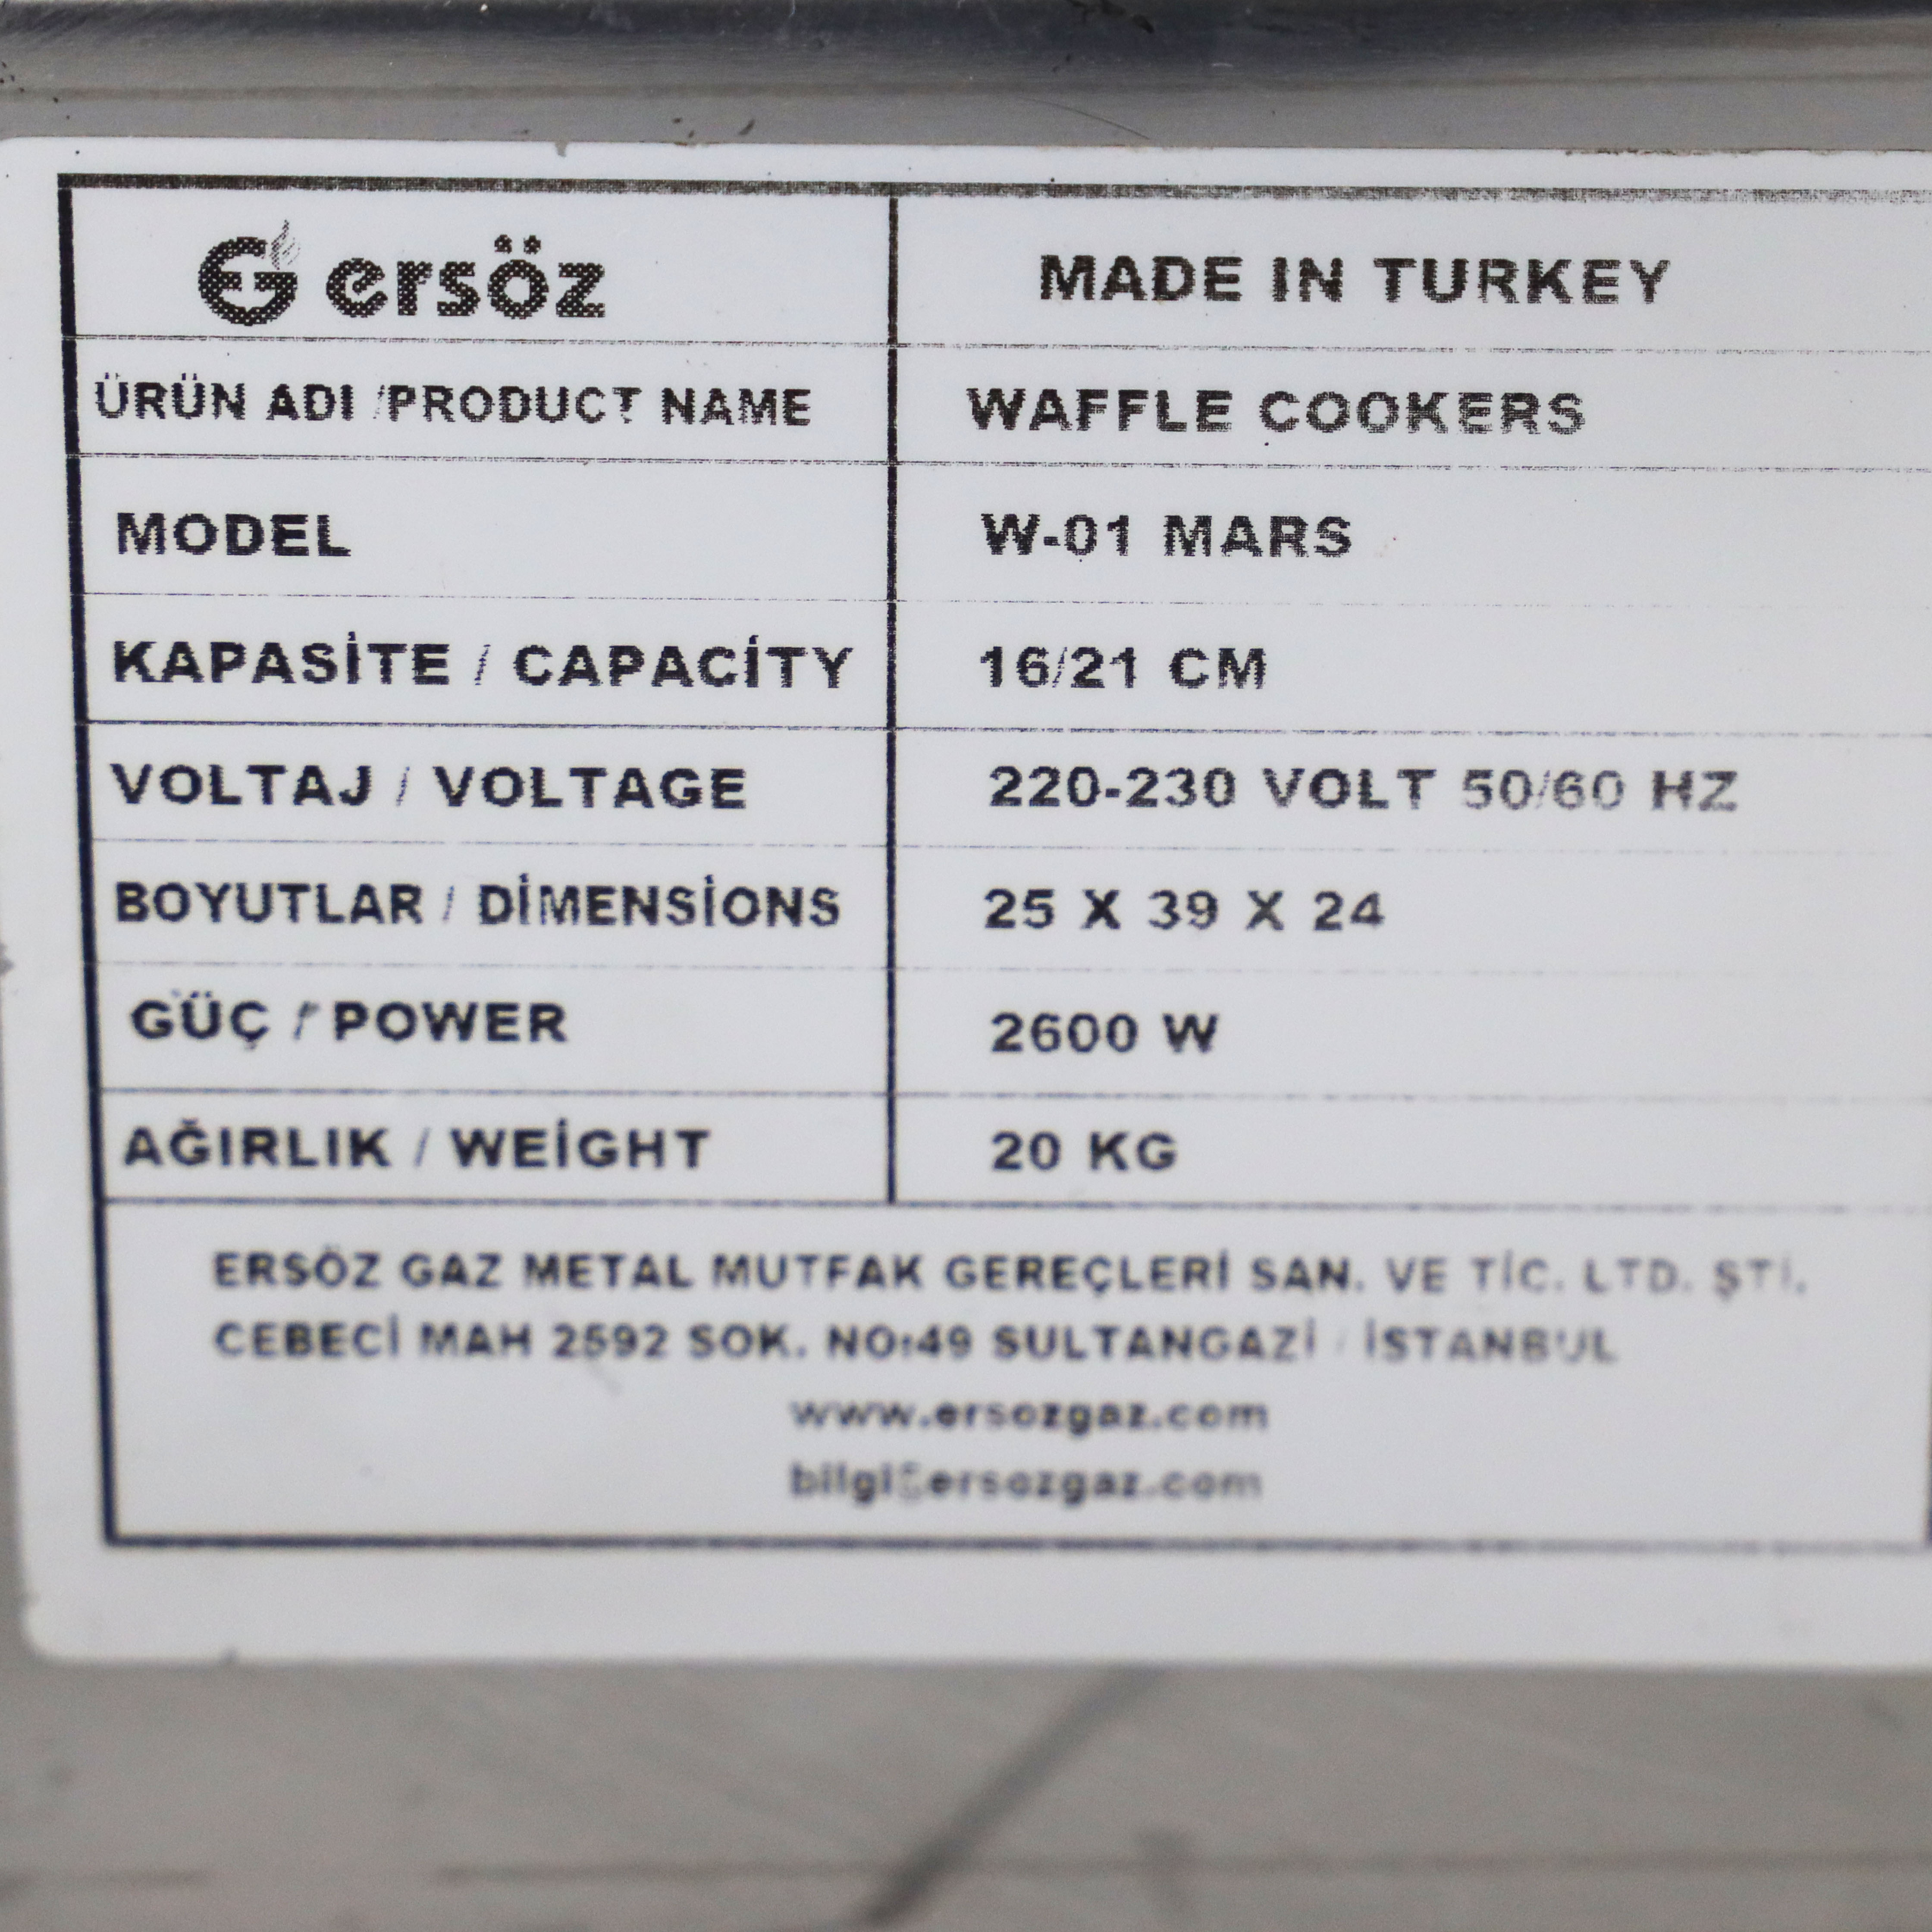 ersöz MADE IN TURKEY
ÜRÜN ADI /PRODUCT NAME WAFFLE COOKERS
MODEL W-01 MARS
KAPASİTE / CAPACİTY 16/21 CM
VOLTAJ / VOLTAGE 220-230 VOLT 50/60 HZ
BOYUTLAR / DİMENSİONS 25 X 39 X 24
GÜÇ / POWER 2600 W
AĞIRLIK / WEİGHT 20 KG
ERSÖZ GAZ METAL MUTFAK GEREÇLERİ SAN. VE TİC. LTD. ŞTİ.
CEBECİ MAH 2592 SOK. NO:49 SULTANGAZİ / İSTANBUL
www.ersozgaz.com
bilgi@ersozgaz.com